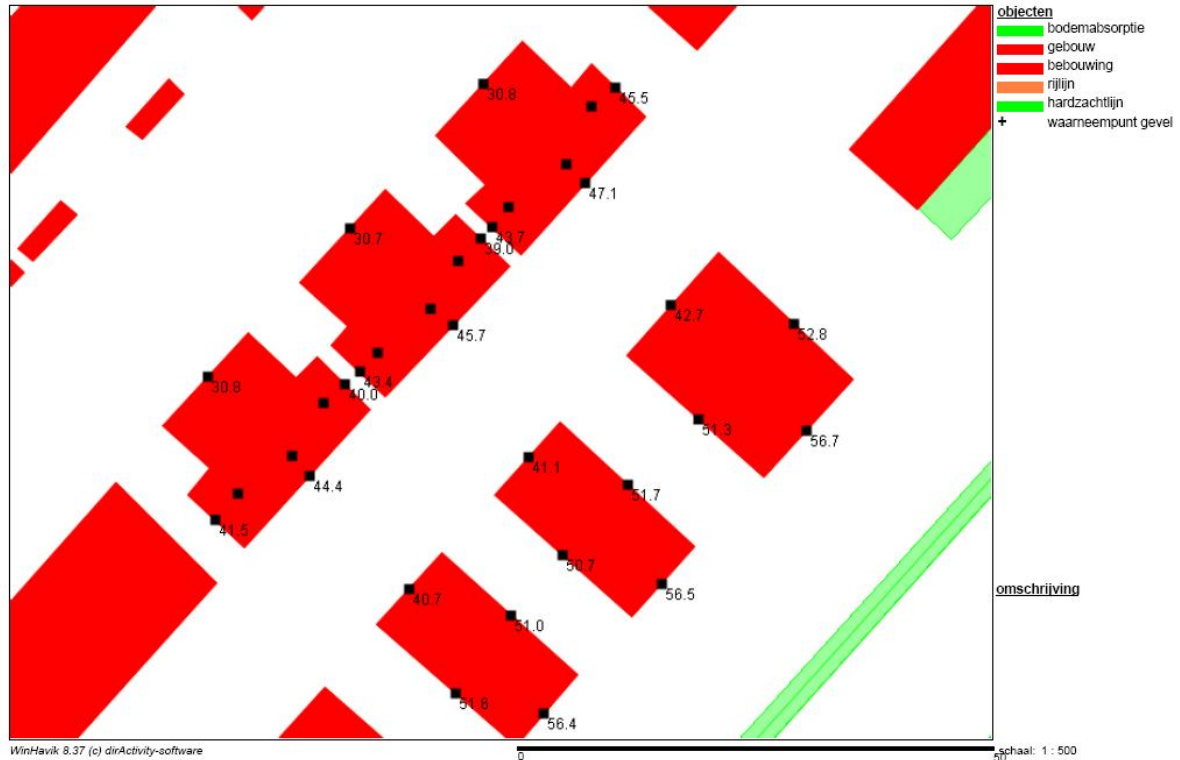 objecten
bodemabsorptie
gebouw
bebouwing
rijlijn
hardzachtlijn
+ waarneempunt gevel
30.8
45.5
47.1
43.7
39.0
30.7
45.7
43.4
40.0
30.8
44.4
41.5
42.7
52.8
51.3
56.7
41.1
51.7
50.7
56.5
40.7
51.0
51.6
56.4
omschrijving
WinHavik 8.37 (c) dirActivity-software
0
50
schaal: 1 : 500